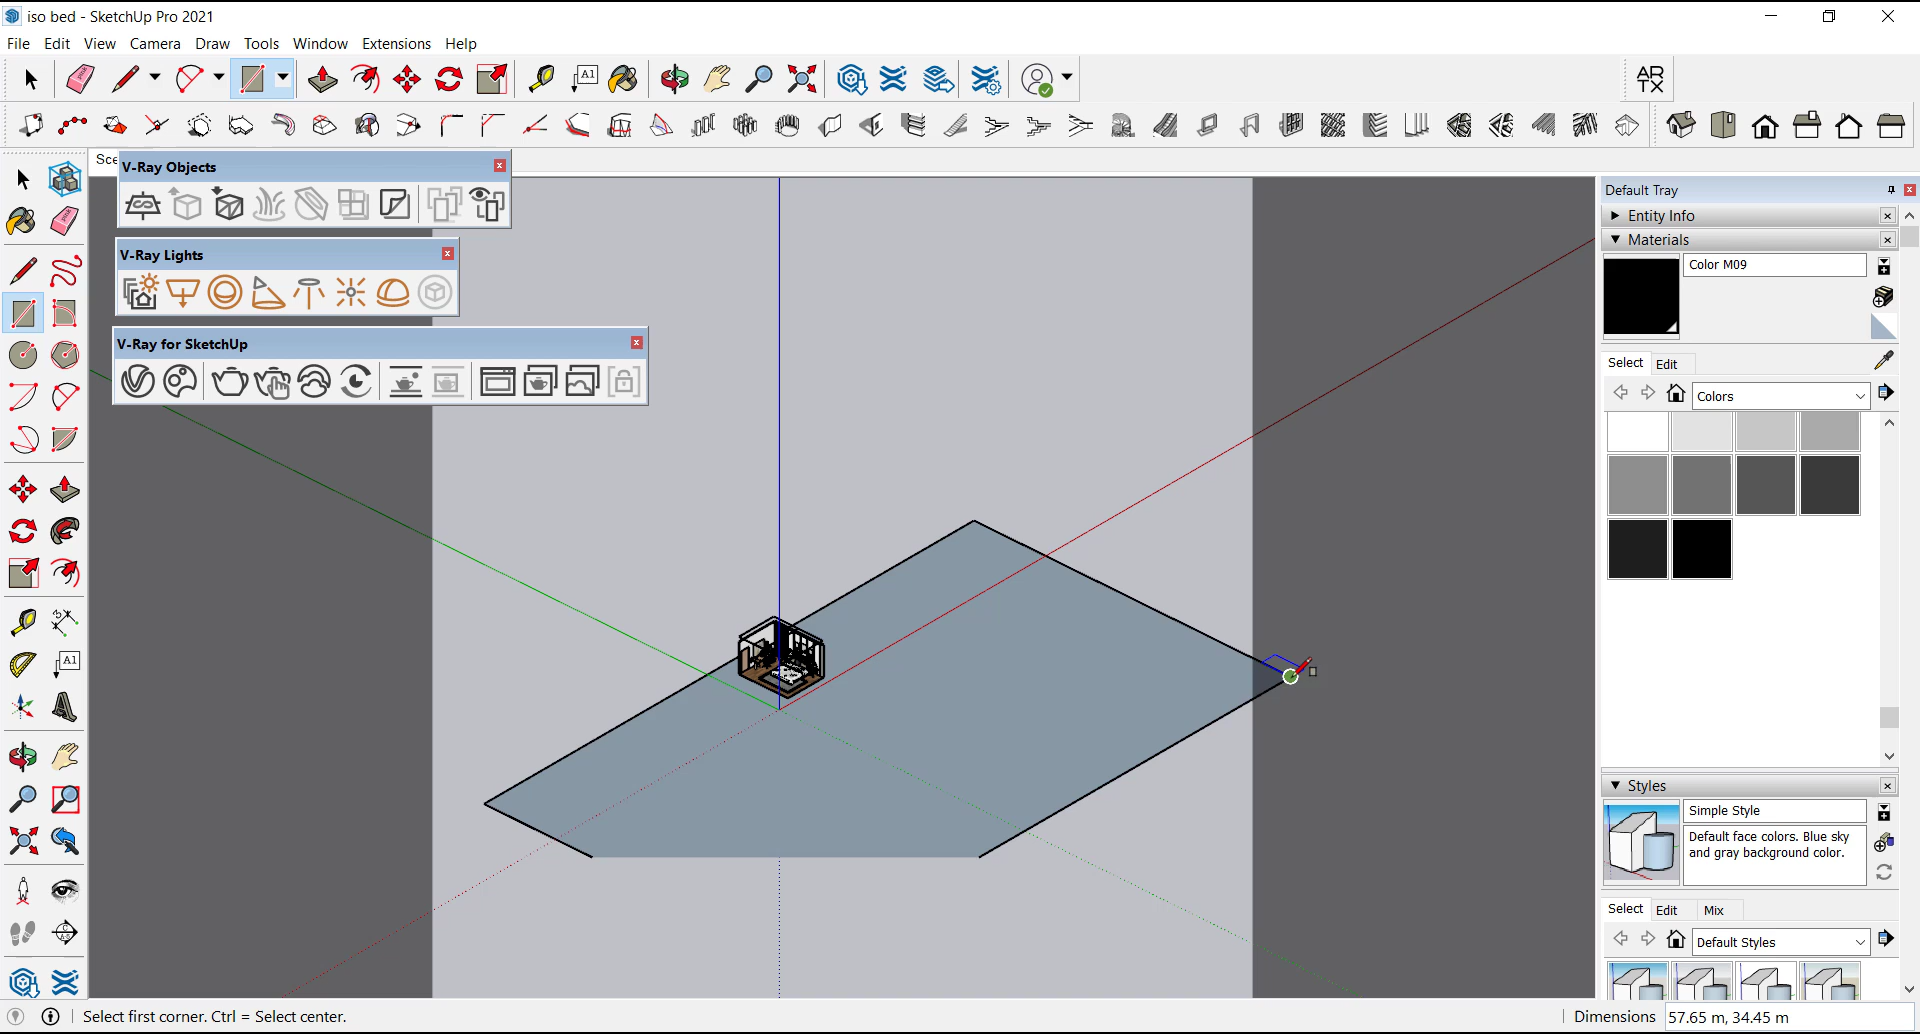 iso bed - SketchUp Pro 2021
File Edit View Camera Draw Tools Window Extensions Help
A1
AR
TX
Sce
V-Ray Objects
V-Ray Lights
V-Ray for SketchUp
A1
Default Tray
Entity Info
Materials
Color M09
Select Edit
Colors
Styles
Simple Style
Default face colors. Blue sky
and gray background color.
Select Edit Mix
Default Styles
Select first corner. Ctrl = Select center.
Dimensions 57.65 m, 34.45 m